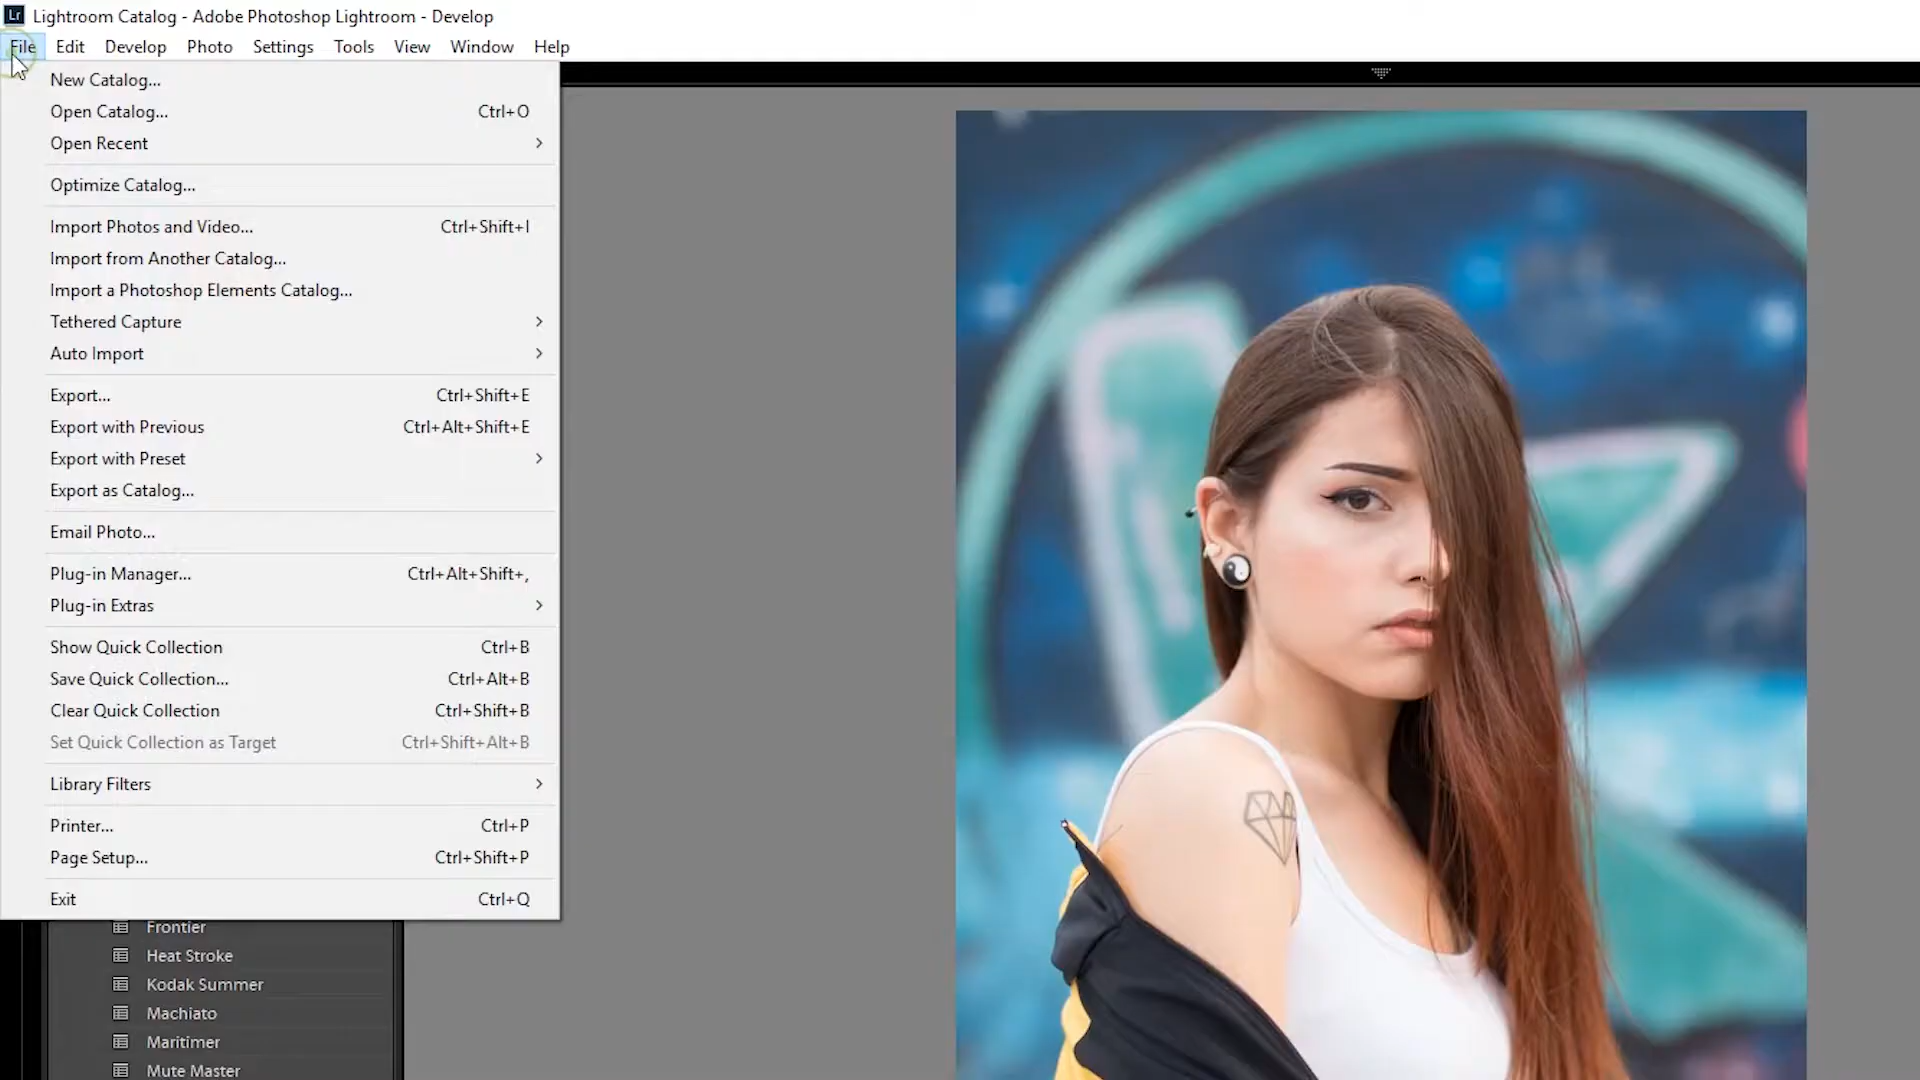 Lr Lightroom Catalog - Adobe Photoshop Lightroom - Develop
File Edit Develop Photo Settings Tools View Window Help
New Catalog...
Open Catalog... Ctrl+O
Open Recent
Optimize Catalog...
Import Photos and Video... Ctrl+Shift+I
Import from Another Catalog...
Import a Photoshop Elements Catalog...
Tethered Capture
Auto Import
Export... Ctrl+Shift+E
Export with Previous Ctrl+Alt+Shift+E
Export with Preset
Export as Catalog...
Email Photo...
Plug-in Manager... Ctrl+Alt+Shift+,
Plug-in Extras
Show Quick Collection Ctrl+B
Save Quick Collection... Ctrl+Alt+B
Clear Quick Collection Ctrl+Shift+B
Set Quick Collection as Target Ctrl+Shift+Alt+B
Library Filters
Printer... Ctrl+P
Page Setup... Ctrl+Shift+P
Exit Ctrl+Q
Frontier
Heat Stroke
Kodak Summer
Machiato
Maritimer
Mute Master